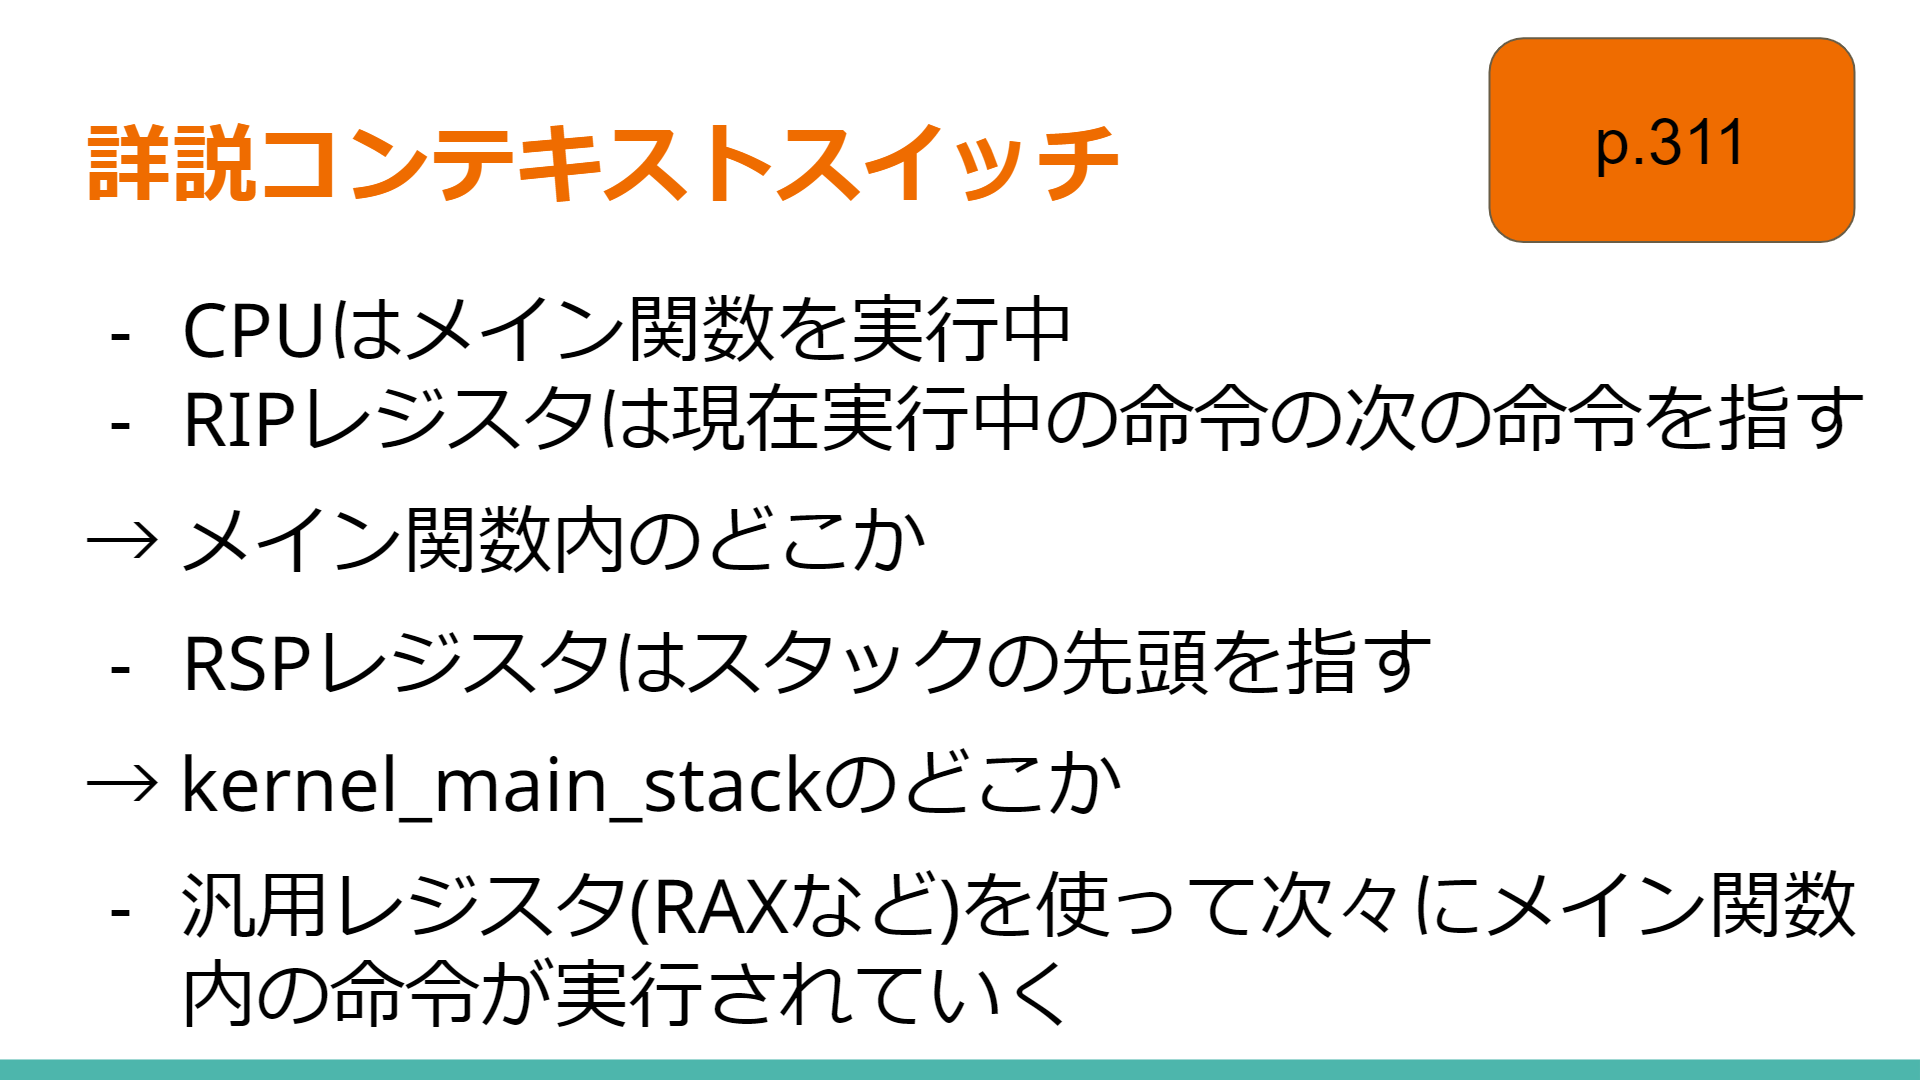 詳説コンテキストスイッチ
p.311
- CPUはメイン関数を実行中
- RIPレジスタは現在実行中の命令の次の命令を指す
→ メイン関数内のどこか
- RSPレジスタはスタックの先頭を指す
→ kernel_main_stackのどこか
- 汎用レジスタ(RAXなど)を使って次々にメイン関数
内の命令が実行されていく